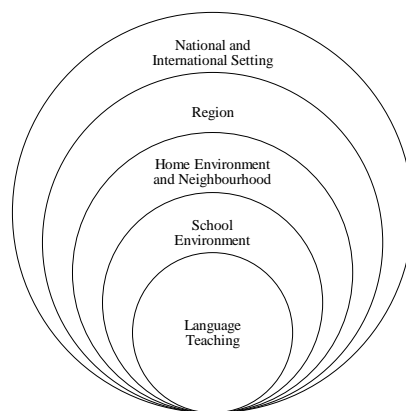 National and
International Setting
Region
Home Environment
and Neighbourhood
School
Environment
Language
Teaching